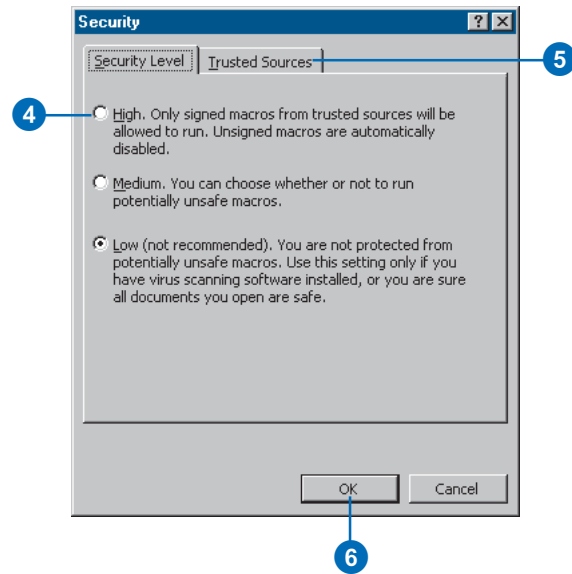 Security
Security Level
Trusted Sources
5
4
High. Only signed macros from trusted sources will be
allowed to run. Unsigned macros are automatically
disabled.
Medium. You can choose whether or not to run
potentially unsafe macros.
Low (not recommended). You are not protected from
potentially unsafe macros. Use this setting only if you
have virus scanning software installed, or you are sure
all documents you open are safe.
OK
Cancel
6